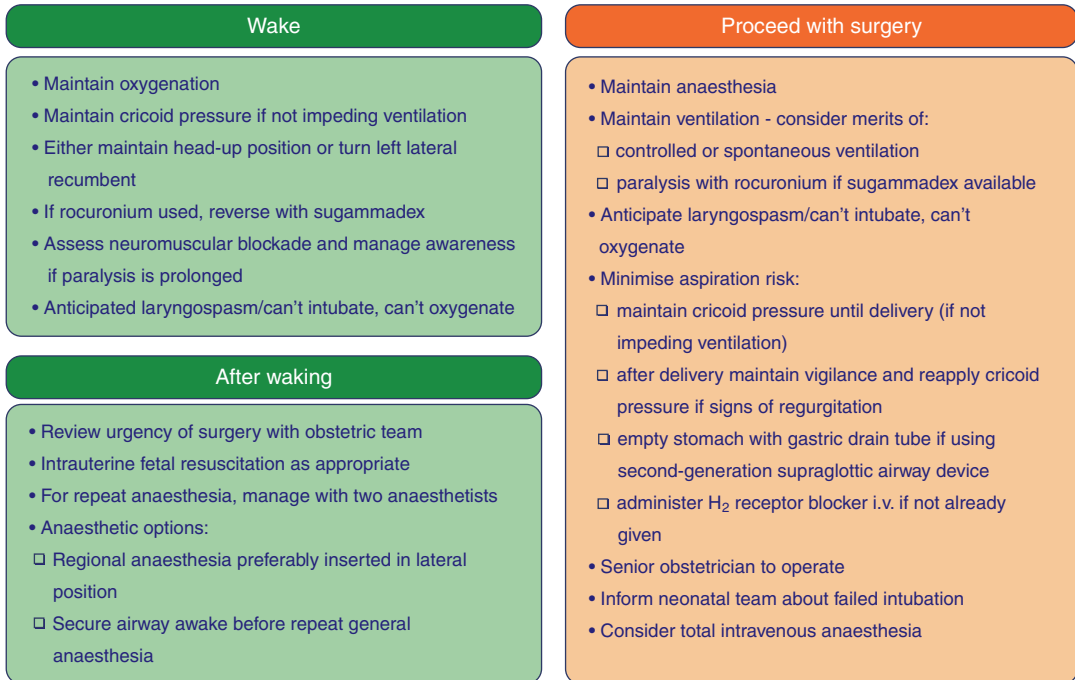 Wake
• Maintain oxygenation
• Maintain cricoid pressure if not impeding ventilation
• Either maintain head-up position or turn left lateral
recumbent
• If rocuronium used, reverse with sugammadex
• Assess neuromuscular blockade and manage awareness
if paralysis is prolonged
• Anticipated laryngospasm/can't intubate, can't oxygenate
After waking
• Review urgency of surgery with obstetric team
• Intrauterine fetal resuscitation as appropriate
• For repeat anaesthesia, manage with two anaesthetists
• Anaesthetic options:
❑ Regional anaesthesia preferably inserted in lateral
position
❑ Secure airway awake before repeat general
anaesthesia
Proceed with surgery
• Maintain anaesthesia
• Maintain ventilation - consider merits of:
❑ controlled or spontaneous ventilation
❑ paralysis with rocuronium if sugammadex available
• Anticipate laryngospasm/can't intubate, can't
oxygenate
• Minimise aspiration risk:
❑ maintain cricoid pressure until delivery (if not
impeding ventilation)
❑ after delivery maintain vigilance and reapply cricoid
pressure if signs of regurgitation
❑ empty stomach with gastric drain tube if using
second-generation supraglottic airway device
❑ administer H₂ receptor blocker i.v. if not already
given
• Senior obstetrician to operate
• Inform neonatal team about failed intubation
• Consider total intravenous anaesthesia